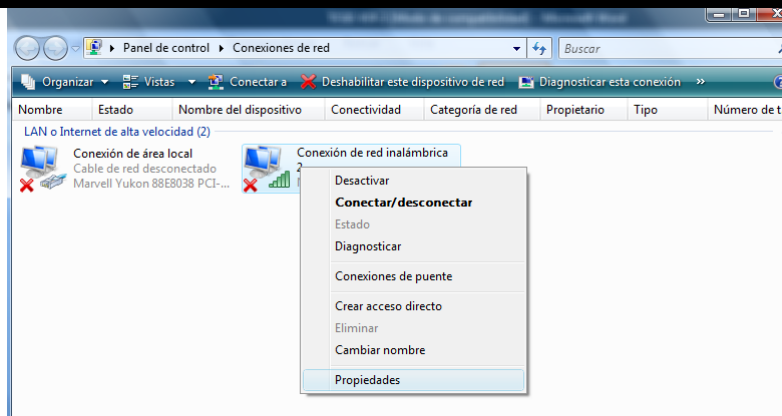 Panel de control Conexiones de red Buscar
Organizar Vistas Conectar a Deshabilitar este dispositivo de red Diagnosticar esta conexión »
Nombre Estado Nombre del dispositivo Conectividad Categoría de red Propietario Tipo Número de t
LAN o Internet de alta velocidad (2)
Conexión de área local
Cable de red desconectado
Marvell Yukon 88E8038 PCI-...
Conexión de red inalámbrica
2
Desactivar
Conectar/desconectar
Estado
Diagnosticar
Conexiones de puente
Crear acceso directo
Eliminar
Cambiar nombre
Propiedades